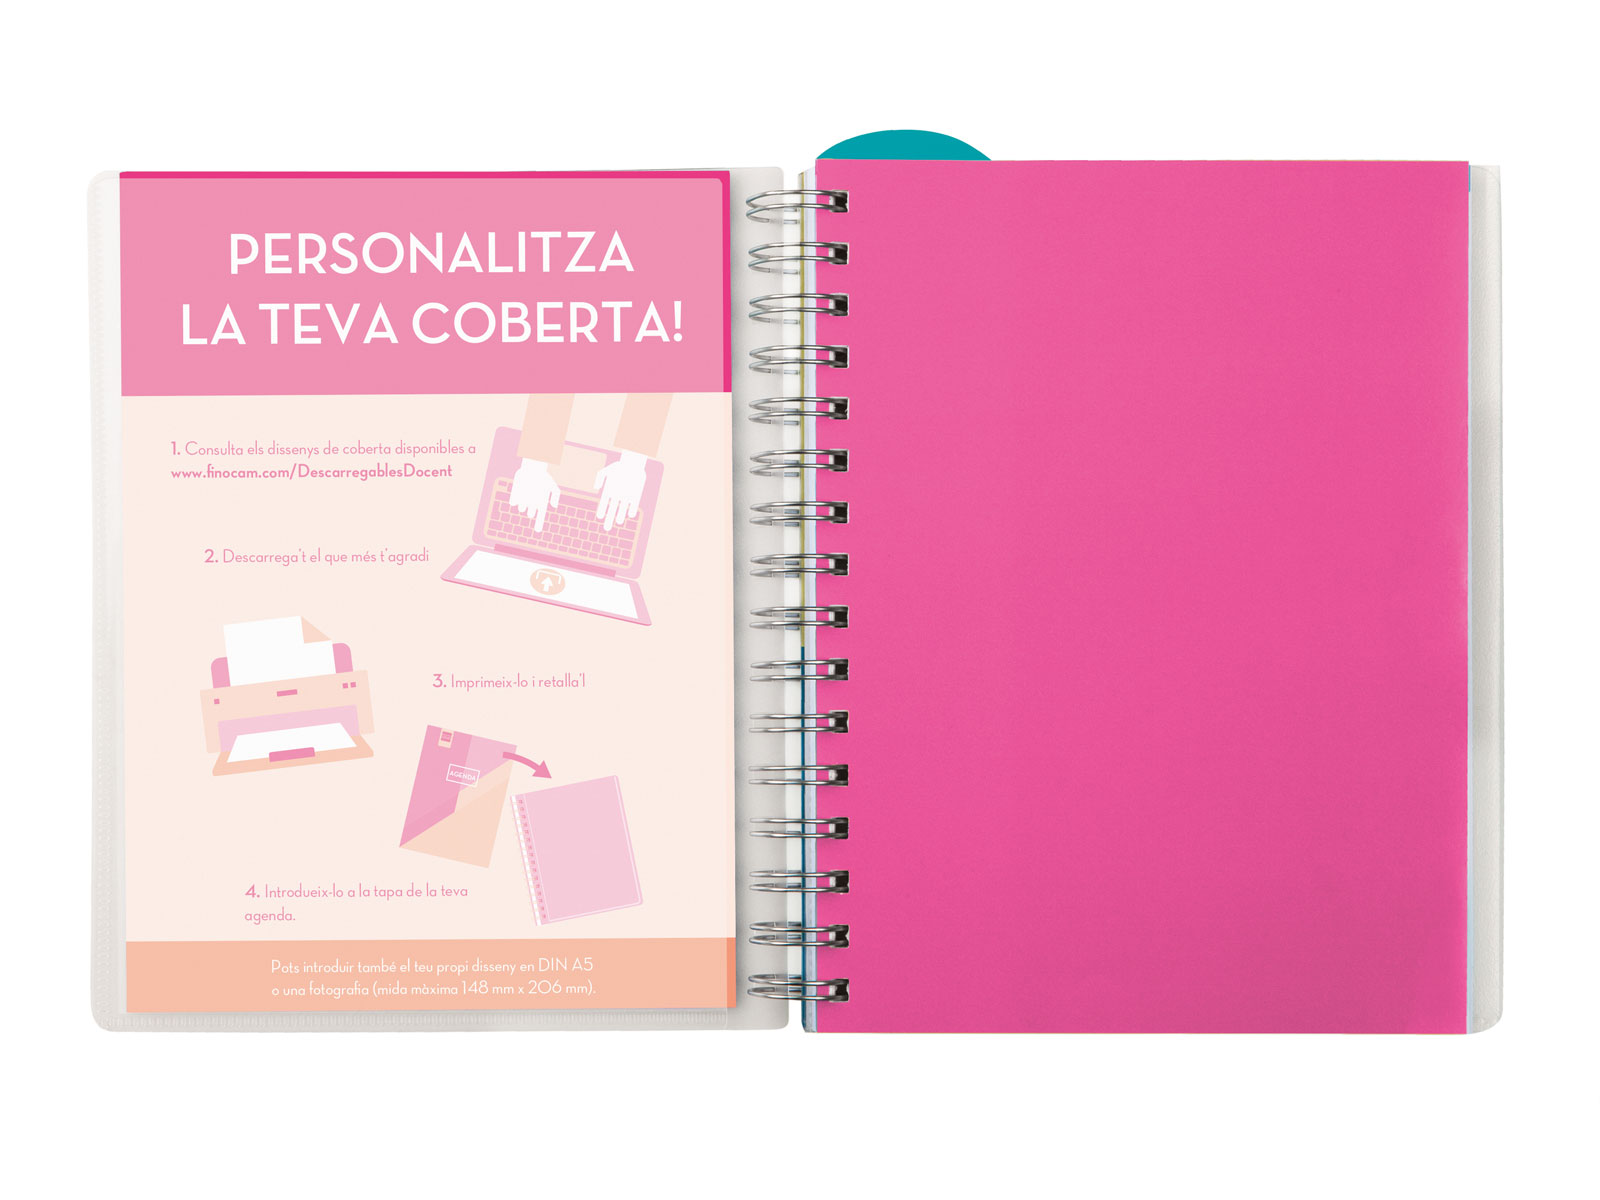 PERSONALITZA
LA TEVA COBERTA!
1. Consulta els dissenys de coberta disponibles a
www.finocam.com/DescarregablesDocent
2. Descarrega't el que més t'agradi
3. Imprimeix-lo i retalla'l
AGENDA
4. Introdueix-lo a la tapa de la teva
agenda.
Pots introduir també el teu propi disseny en DIN A5
o una fotografia (mida màxima 148 mm x 206 mm).